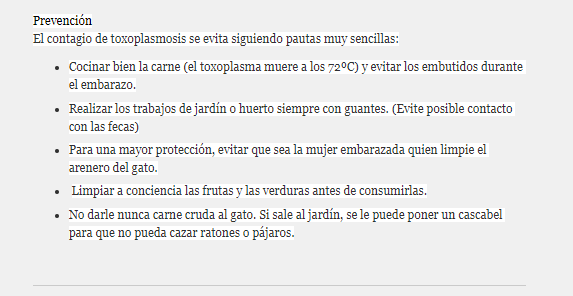 Prevención
El contagio de toxoplasmosis se evita siguiendo pautas muy sencillas:
• Cocinar bien la carne (el toxoplasma muere a los 72ºC) y evitar los embutidos durante
el embarazo.
• Realizar los trabajos de jardín o huerto siempre con guantes. (Evite posible contacto
con las fecas)
• Para una mayor protección, evitar que sea la mujer embarazada quien limpie el
arenero del gato.
• Limpiar a conciencia las frutas y las verduras antes de consumirlas.
• No darle nunca carne cruda al gato. Si sale al jardín, se le puede poner un cascabel
para que no pueda cazar ratones o pájaros.